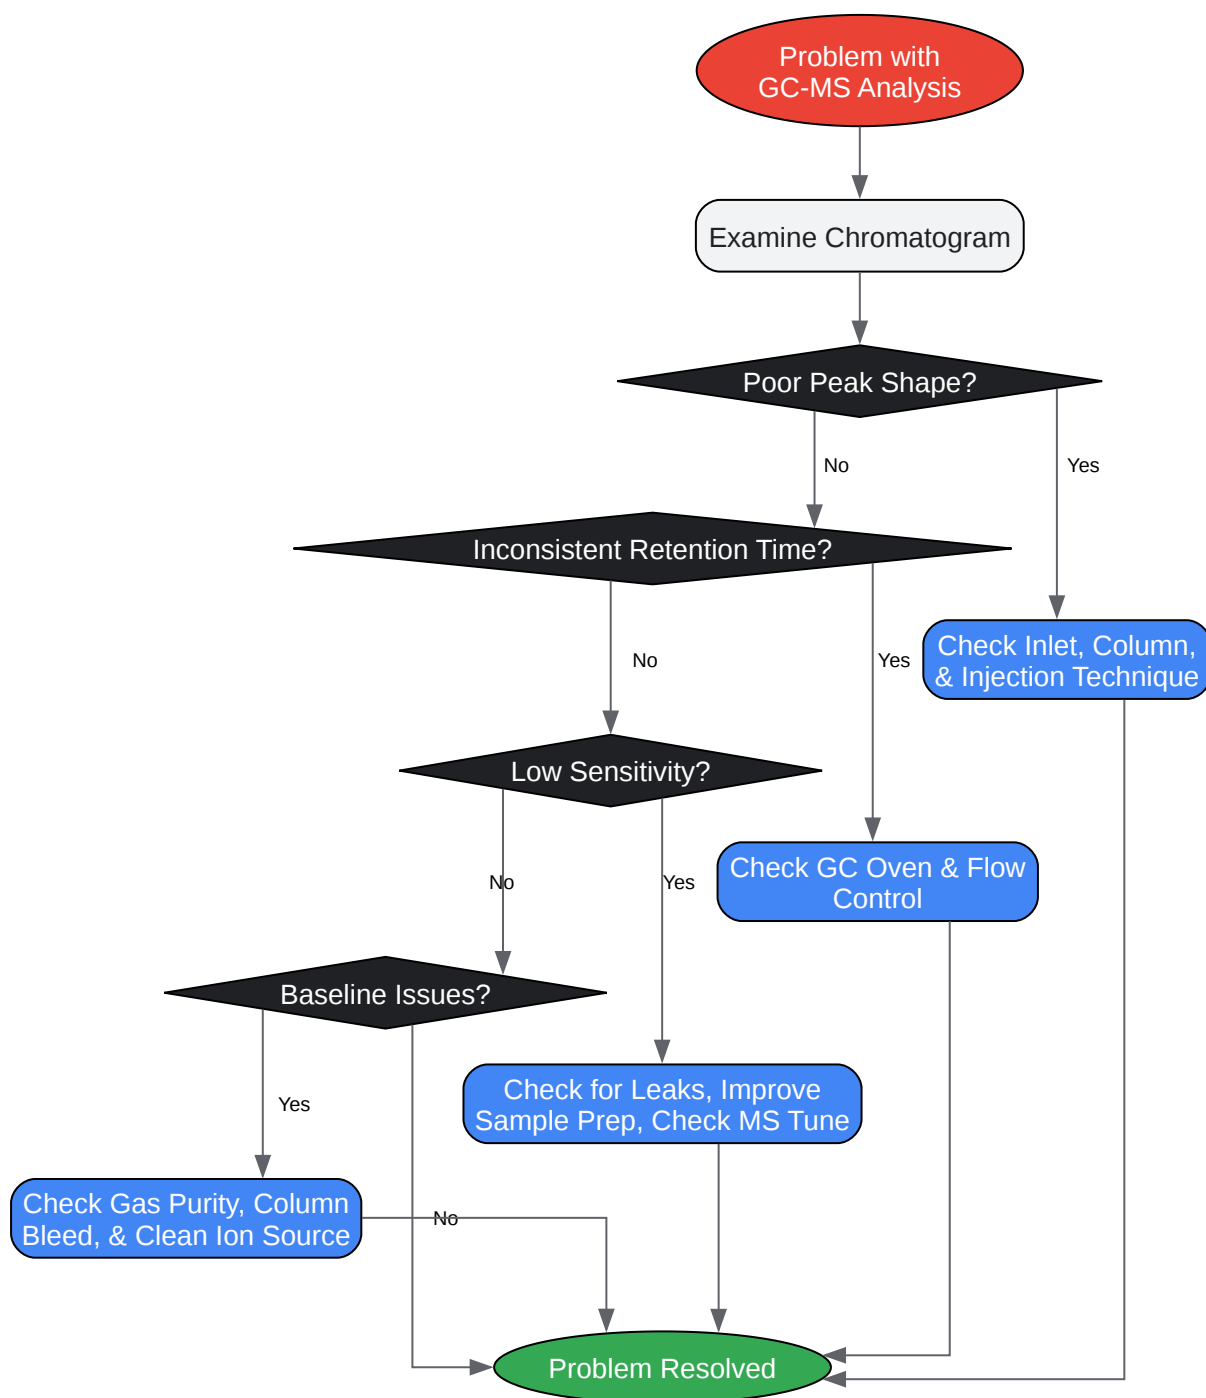 Problem with
GC-MS Analysis
Examine Chromatogram
Poor Peak Shape?
No
Yes
Inconsistent Retention Time?
Check Inlet, Column,
& Injection Technique
No
Yes
Low Sensitivity?
Check GC Oven & Flow
Control
No
Yes
Baseline Issues?
Check for Leaks, Improve
Sample Prep, Check MS Tune
Yes
Check Gas Purity, Column
Bleed, & Clean Ion Source
No
Problem Resolved